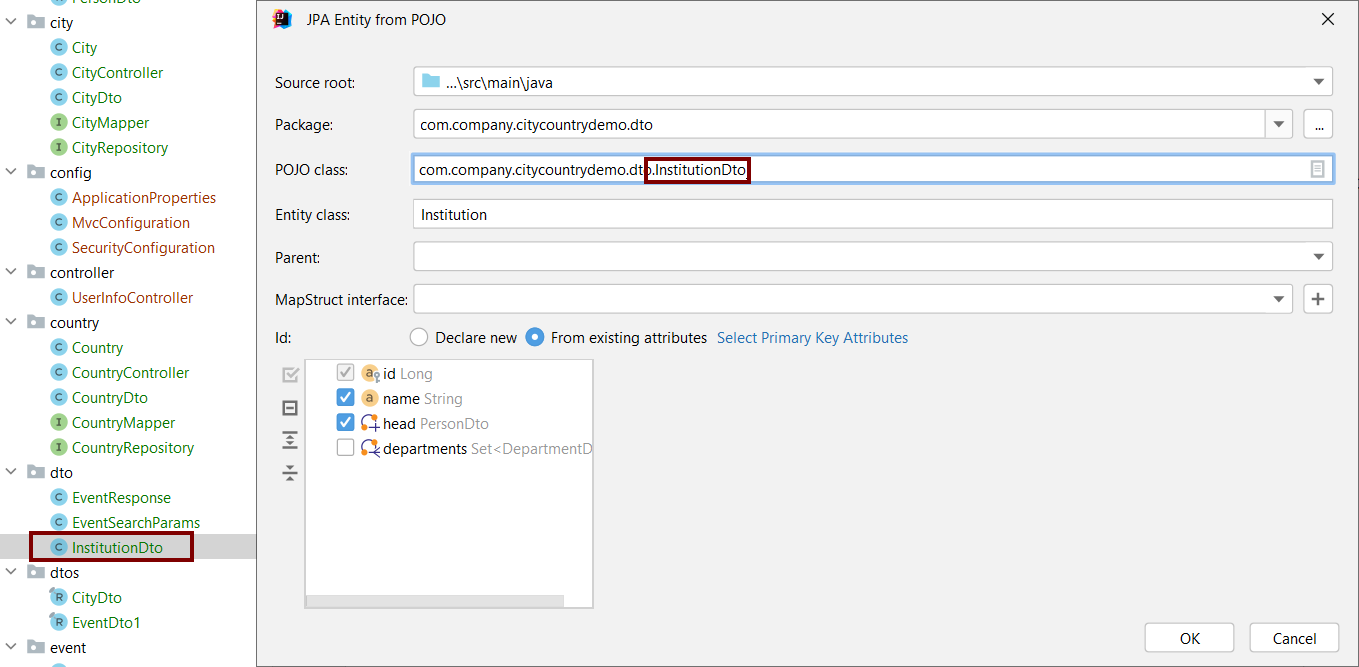 PersonDto
city
City
CityController
CityDto
CityMapper
CityRepository
config
ApplicationProperties
MvcConfiguration
SecurityConfiguration
controller
UserInfoController
country
Country
CountryController
CountryDto
CountryMapper
CountryRepository
dto
EventResponse
EventSearchParams
InstitutionDto
dtos
CityDto
EventDto1
event
JPA Entity from POJO
Source root: ...\src\main\java
Package: com.company.citycountrydemo.dto ...
POJO class: com.company.citycountrydemo.dto.InstitutionDto
Entity class: Institution
Parent:
MapStruct interface:
Id: Declare new From existing attributes Select Primary Key Attributes
id Long
name String
head PersonDto
departments Set<DepartmentD
OK Cancel